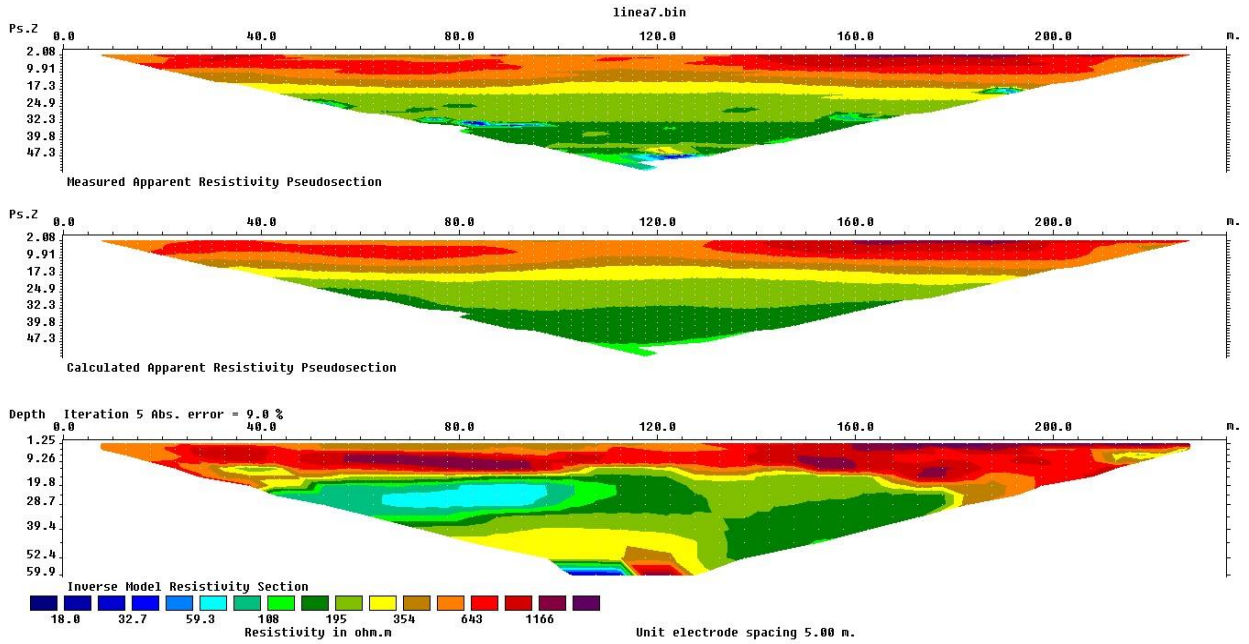 linea7.bin
Ps.Z 0.0 40.0 80.0 120.0 160.0 200.0 m.
2.08
9.91
17.3
24.9
32.3
39.8
47.3
Measured Apparent Resistivity Pseudosection
Ps.Z 0.0 40.0 80.0 120.0 160.0 200.0 m.
2.08
9.91
17.3
24.9
32.3
39.8
47.3
Calculated Apparent Resistivity Pseudosection
Depth Iteration 5 Abs. error = 9.0 %
0.0 40.0 80.0 120.0 160.0 200.0 m.
1.25
9.26
19.8
28.7
39.4
52.4
59.9
Inverse Model Resistivity Section
18.0 32.7 59.3 108 195 354 643 1166
Resistivity in ohm.m Unit electrode spacing 5.00 m.